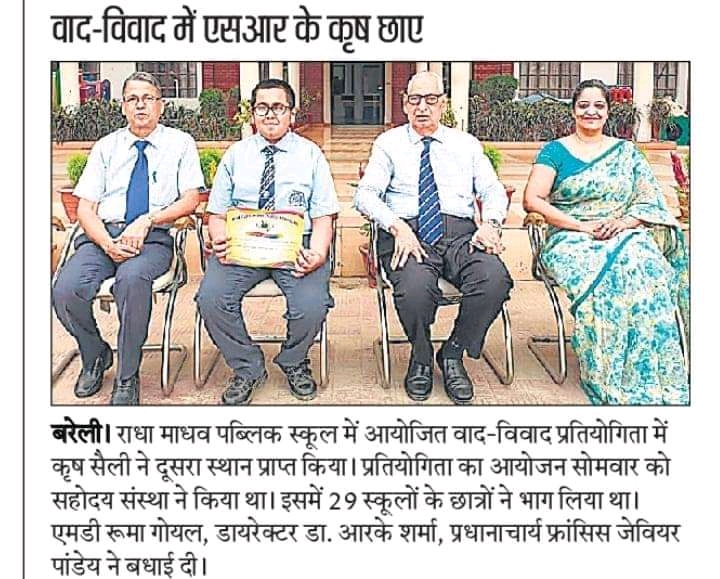 वाद-विवाद में एसआर के कृष छाए
बरेली। राधा माधव पब्लिक स्कूल में आयोजित वाद-विवाद प्रतियोगिता में
कृष सैली ने दूसरा स्थान प्राप्त किया। प्रतियोगिता का आयोजन सोमवार को
सहोदय संस्था ने किया था। इसमें 29 स्कूलों के छात्रों ने भाग लिया था।
एमडी रूमा गोयल, डायरेक्टर डा. आरके शर्मा, प्रधानाचार्य फ्रांसिस जेवियर
पांडेय ने बधाई दी।